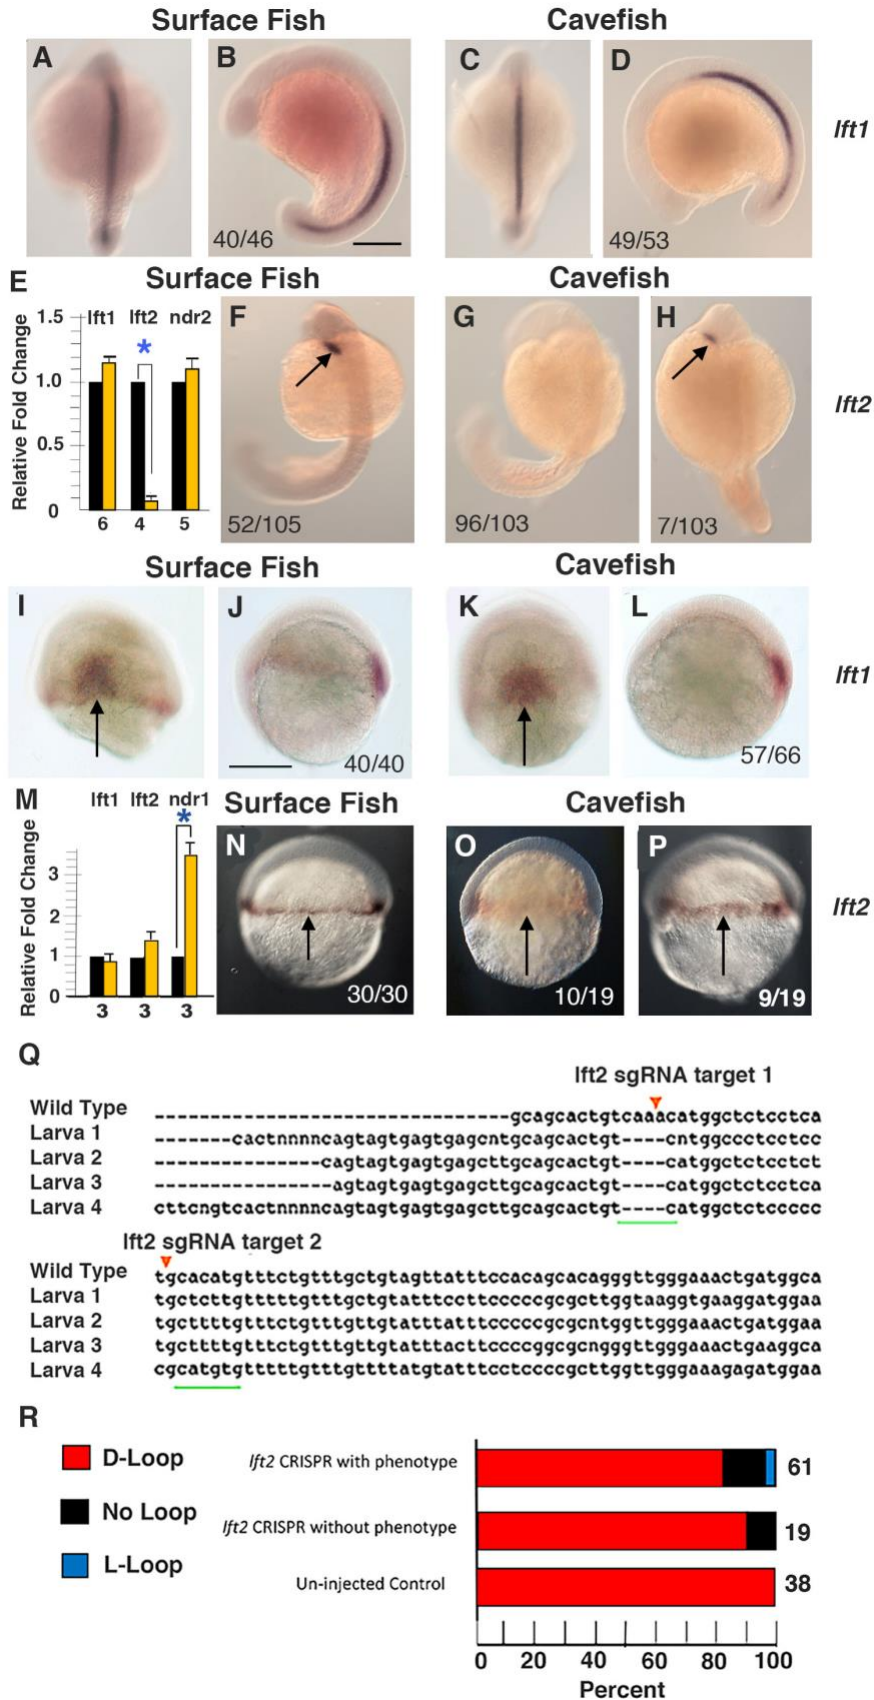 Surface Fish Cavefish
A B C D
lft1
40/46 49/53
Surface Fish Cavefish
E
1.5 lft1 lft2 ndr2
*
1.0
0.5
0
Relative Fold Change
6 4 5
F G H
lft2
52/105 96/103 7/103
Surface Fish Cavefish
I J K L
lft1
40/40 57/66
M
lft1 lft2 ndr1
*
3
2
1
0
Relative Fold Change
3 3 3
Surface Fish Cavefish
N O P
lft2
30/30 10/19 9/19
Q
lft2 sgRNA target 1
Wild Type ----------------------------------gcagcactgtcaaacatggctctcctca
Larva 1 -------cactnnnncagtagtgagtgagcntgcagcactgt----cntggccctcctcc
Larva 2 ---------------cagtagtgagtgagcttgcagcactgt----catggctctcctct
Larva 3 ----------------agtagtgagtgagcttgcagcactgt----catggctctcctca
Larva 4 cttcngtcactnnnncagtagtgagtgagcttgcagcactgt----catggctctccccc
lft2 sgRNA target 2
Wild Type tgcacatgtttctgtttgctgtagttatttccacagcacagggttgggaaactgatggca
Larva 1 tgctcttgtttttgtttgctgtatttccttcccccgcgcttggtaaggtgaaggatggaa
Larva 2 tgcttttgtttctgtttgttgtatttatttcccccgcgcntggttgggaaactgatggaa
Larva 3 tgcttttgtttctgtttgttgtatttacttcccccgcgcngggttgggaaactgaaggca
Larva 4 cgcatgtgtttttgtttgttttatgtatttcctccccgcttggttgggaaagagatggaa
R
D-Loop
No Loop
L-Loop
lft2 CRISPR with phenotype 61
lft2 CRISPR without phenotype 19
Un-injected Control 38
0 20 40 60 80 100
Percent